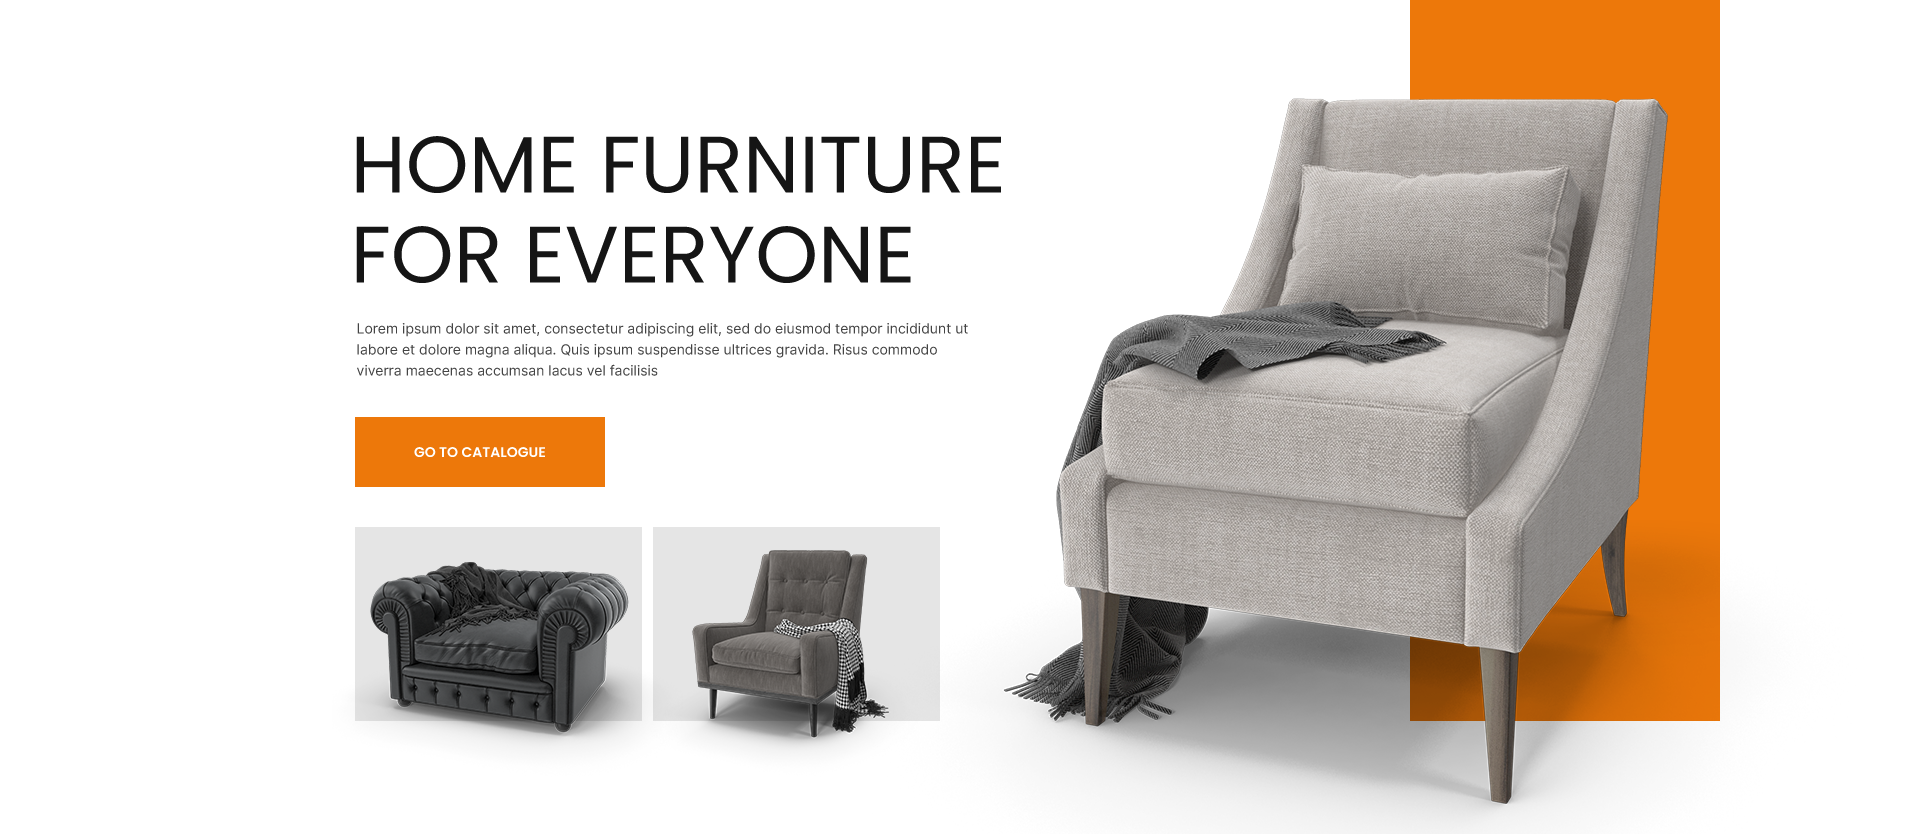 HOME FURNITURE
FOR EVERYONE
Lorem ipsum dolor sit amet, consectetur adipiscing elit, sed do eiusmod tempor incididunt ut
labore et dolore magna aliqua. Quis ipsum suspendisse ultrices gravida. Risus commodo
viverra maecenas accumsan lacus vel facilisis
GO TO CATALOGUE